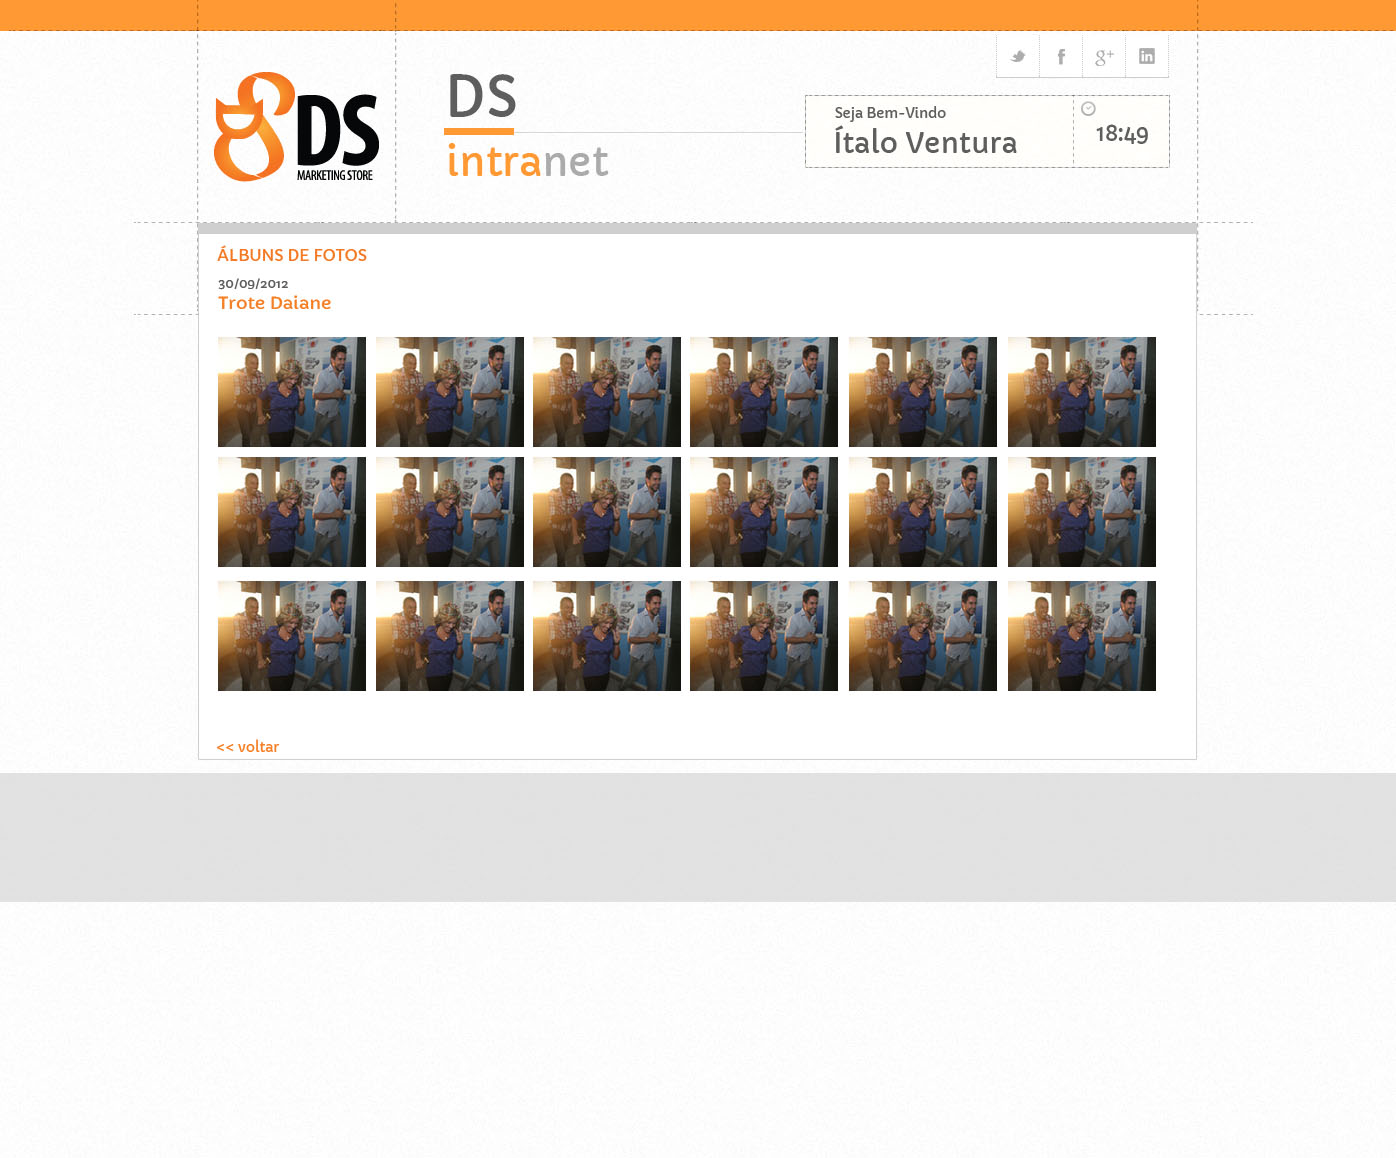 DS
MARKETING STORE
DS
intranet
Seja Bem-Vindo
Ítalo Ventura
18:49
ÁLBUNS DE FOTOS
30/09/2012
Trote Daiane
<< voltar